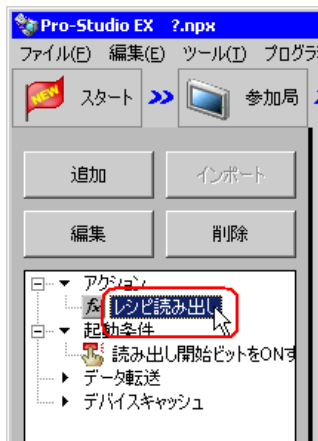 Pro-Studio EX ?.npx
ファイル(F) 編集(E) ツール(T) プログラ
NEW スタート 参加局
追加 インポート
編集 削除
アクション
fx レシピ読み出し
起動条件
読み出し開始ビットをONす
データ転送
デバイスキャッシュ